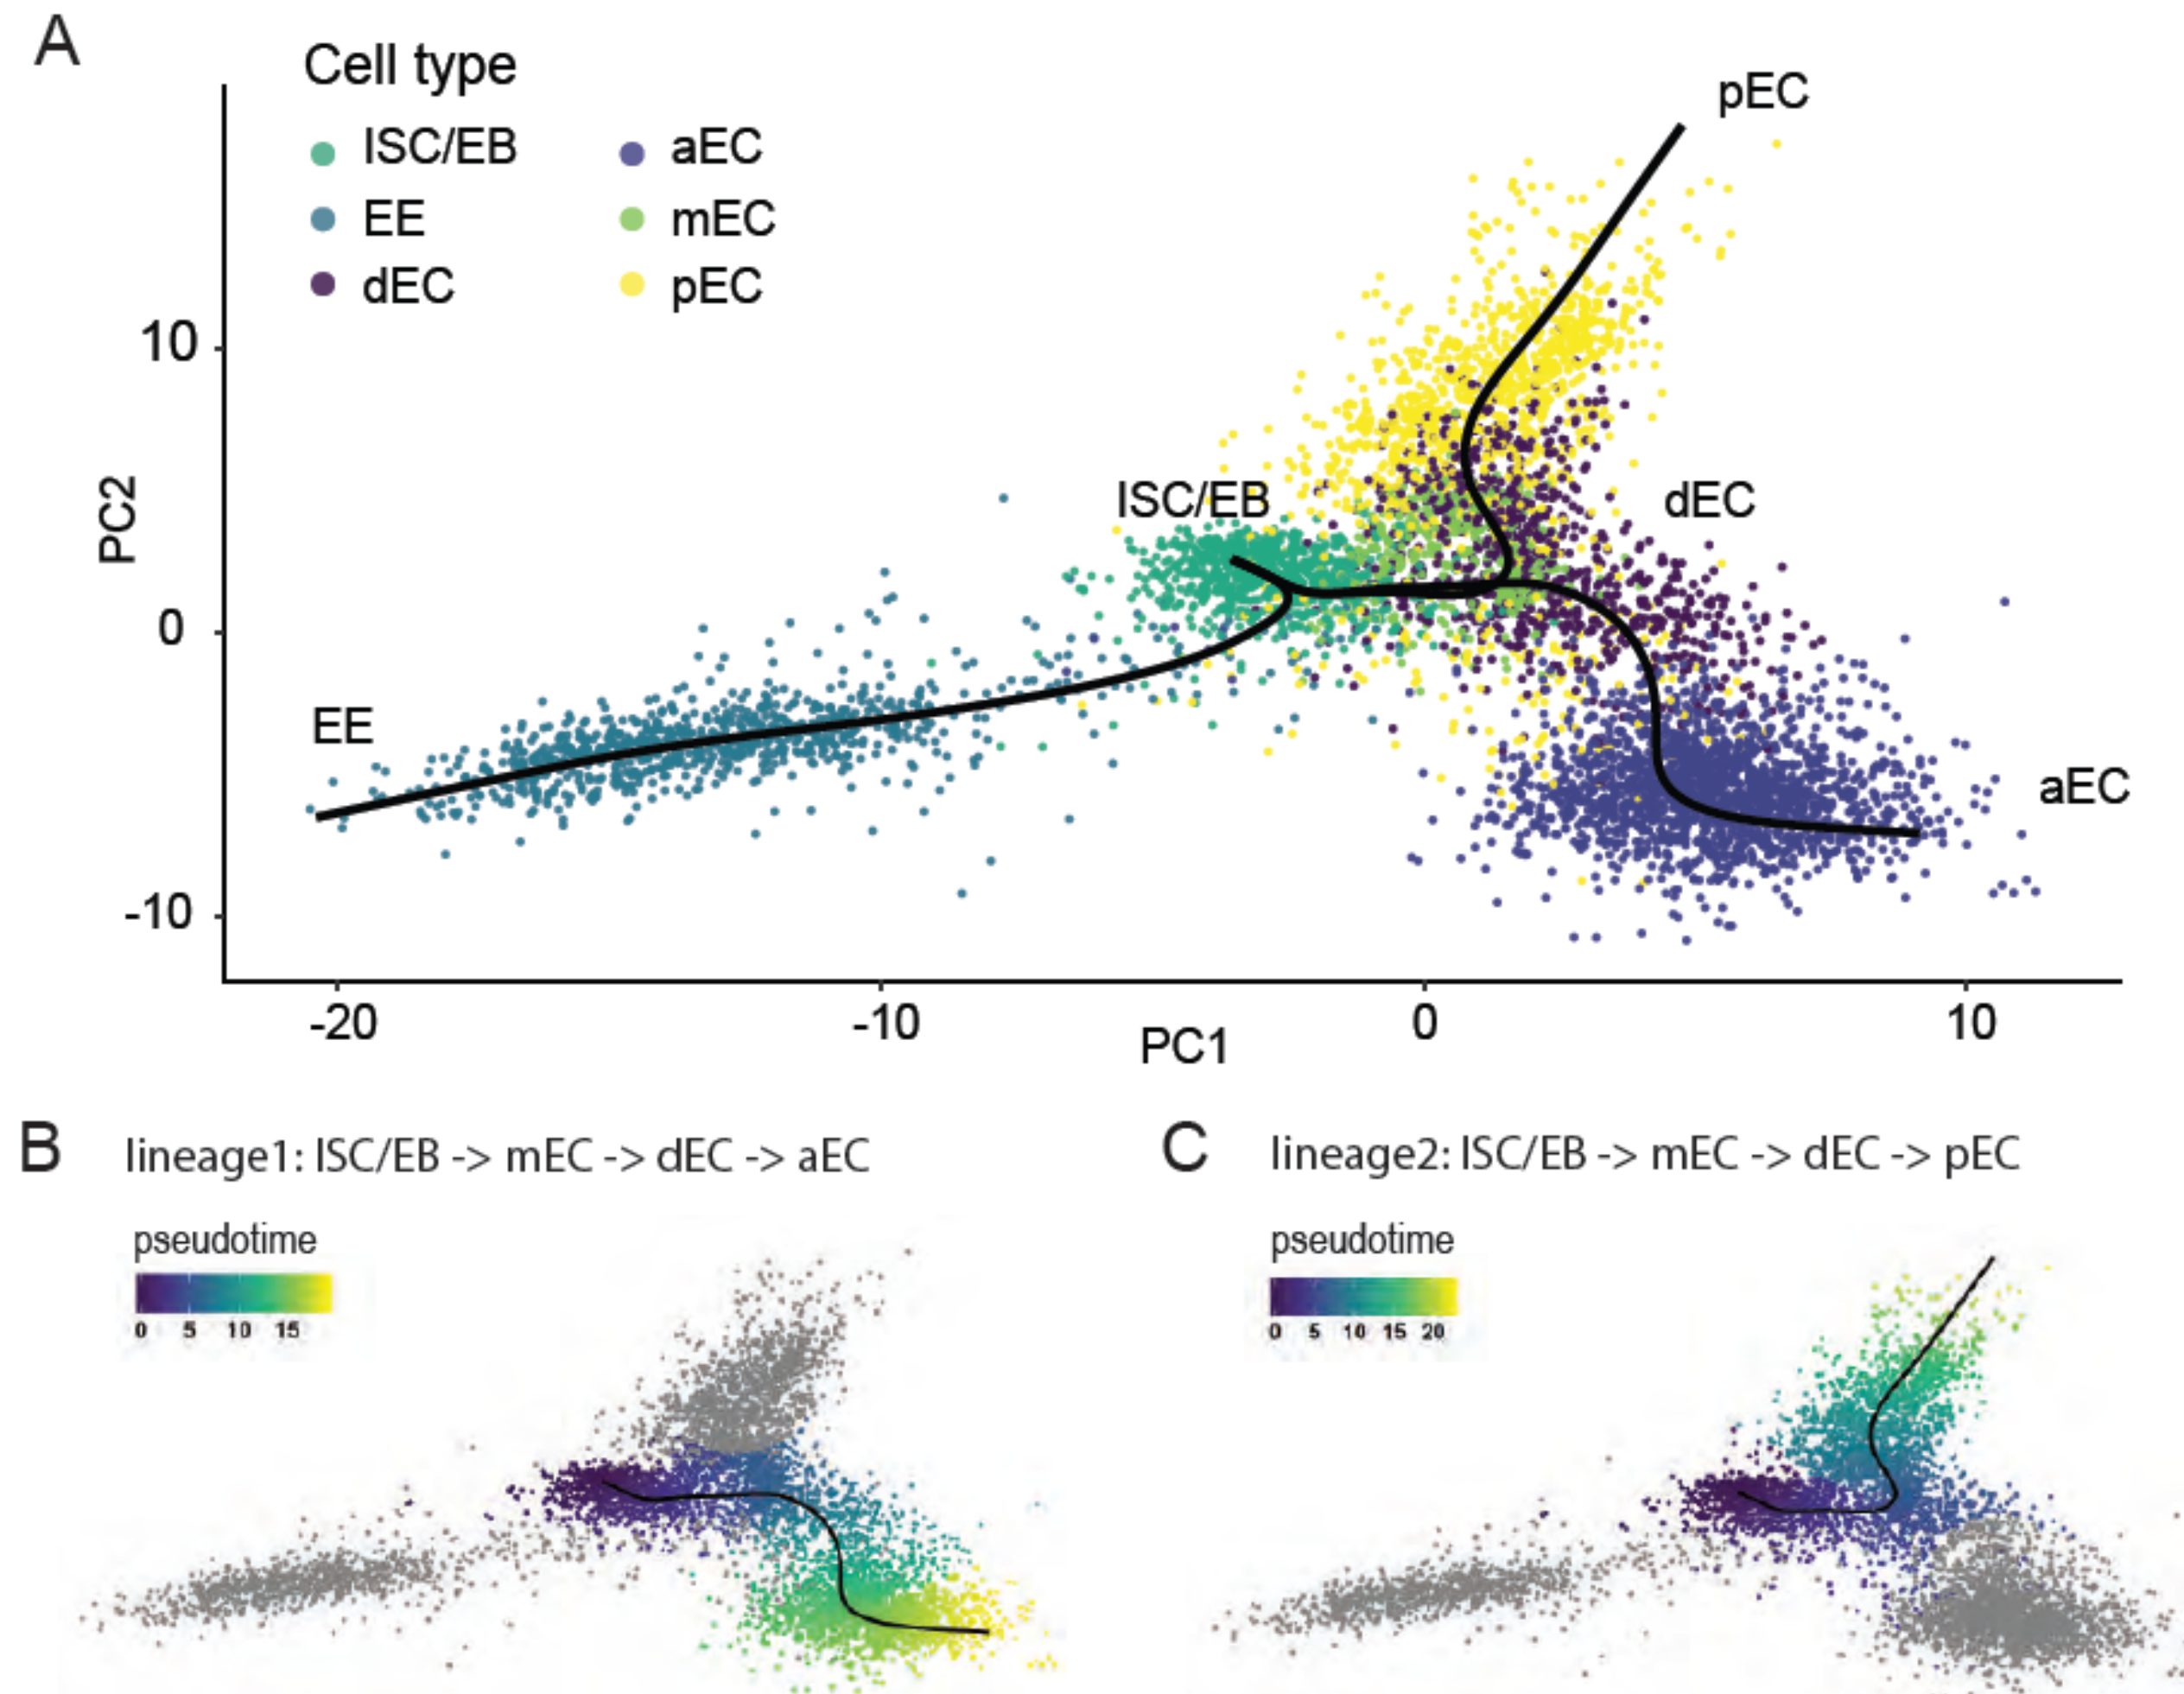 A
Cell type
ISC/EB
aEC
EE
mEC
dEC
pEC
pEC
10
PC2
ISC/EB
dEC
0
EE
aEC
-10
-20
-10
0
10
PC1
B
lineage1: ISC/EB -> mEC -> dEC -> aEC
pseudotime
0 5 10 15
C
lineage2: ISC/EB -> mEC -> dEC -> pEC
pseudotime
0 5 10 15 20